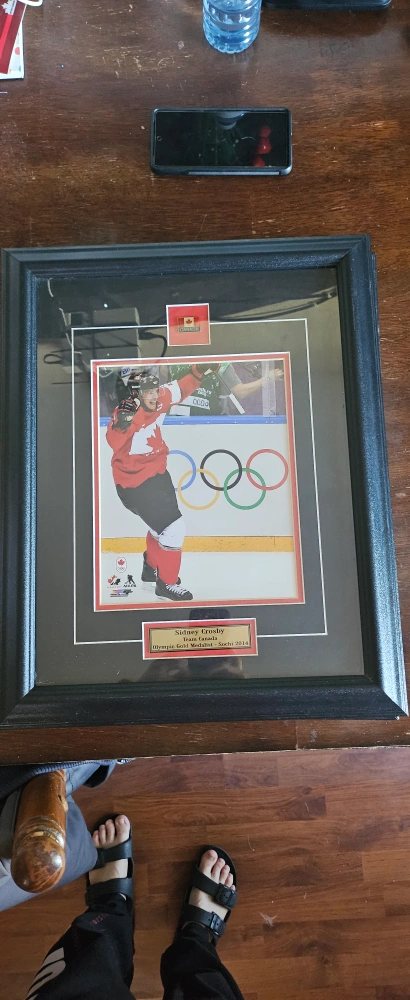 Sidney Crosby
Team Canada
Olympic Gold Medalist - Sochi 2014